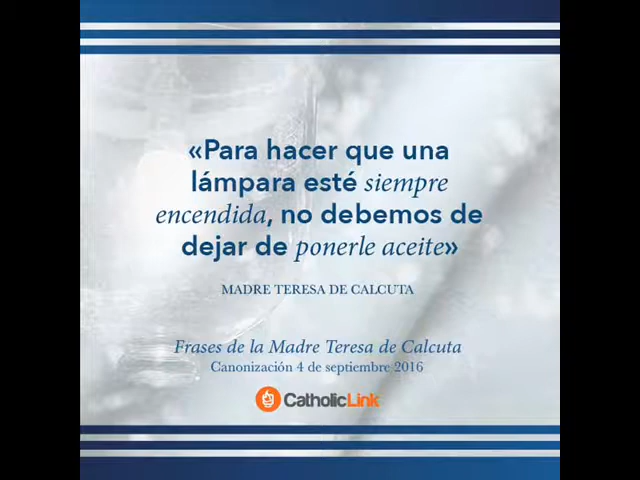 «Para hacer que una
lámpara esté siempre
encendida, no debemos de
dejar de ponerle aceite»
MADRE TERESA DE CALCUTA
Frases de la Madre Teresa de Calcuta
Canonización 4 de septiembre 2016
CatholicLink